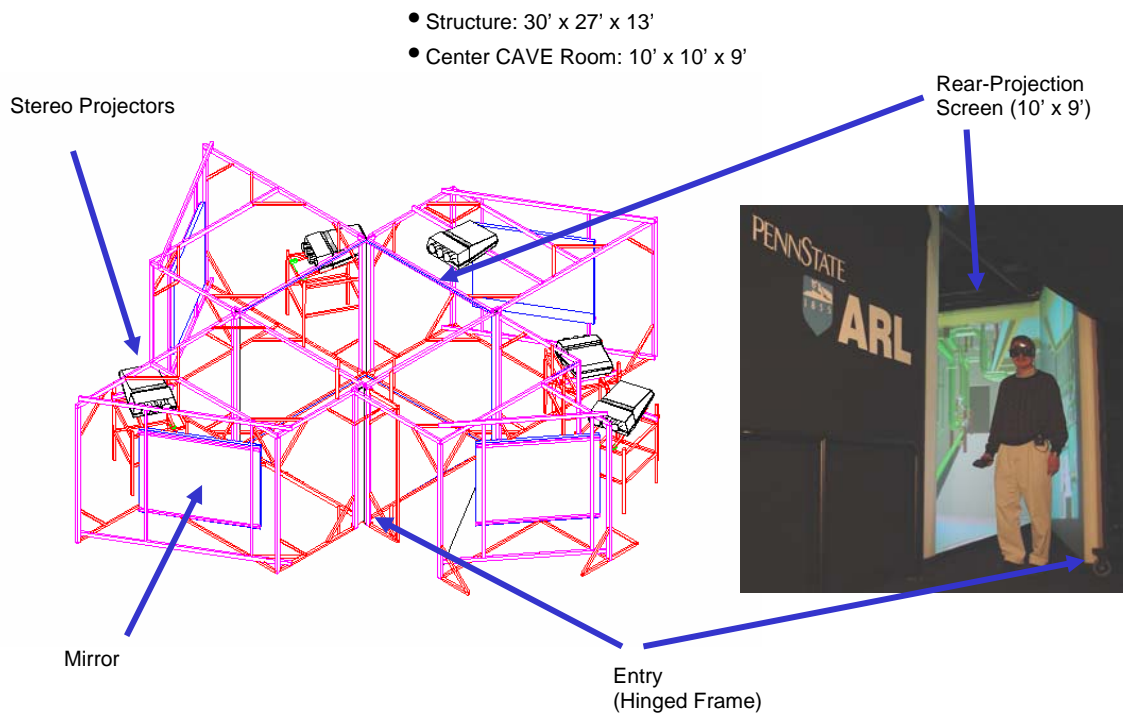 • Structure: 30’ x 27’ x 13’
• Center CAVE Room: 10’ x 10’ x 9’
Stereo Projectors
Rear-Projection
Screen (10’ x 9’)
PENNSTATE
1855
ARL
Mirror
Entry
(Hinged Frame)